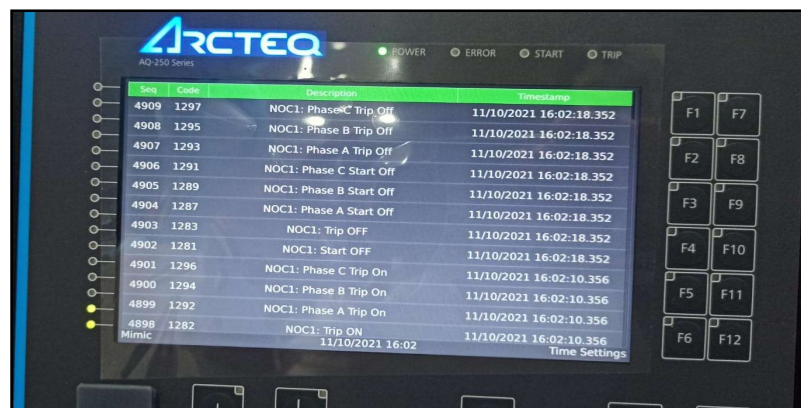 ARCTEQ
AQ-250 Series
POWER ERROR START TRIP
Seq Code Description Timestamp
4909 1297 NOC1: Phase C Trip Off 11/10/2021 16:02:18.352
4908 1295 NOC1: Phase B Trip Off 11/10/2021 16:02:18.352
4907 1293 NOC1: Phase A Trip Off 11/10/2021 16:02:18.352
4906 1291 NOC1: Phase C Start Off 11/10/2021 16:02:18.352
4905 1289 NOC1: Phase B Start Off 11/10/2021 16:02:18.352
4904 1287 NOC1: Phase A Start Off 11/10/2021 16:02:18.352
4903 1283 NOC1: Trip OFF 11/10/2021 16:02:18.352
4902 1281 NOC1: Start OFF 11/10/2021 16:02:18.352
4901 1296 NOC1: Phase C Trip On 11/10/2021 16:02:10.356
4900 1294 NOC1: Phase B Trip On 11/10/2021 16:02:10.356
4899 1292 NOC1: Phase A Trip On 11/10/2021 16:02:10.356
4898 1282 NOC1: Trip ON 11/10/2021 16:02:10.356
Mimic 11/10/2021 16:02 Time Settings
F1 F7
F2 F8
F3 F9
F4 F10
F5 F11
F6 F12